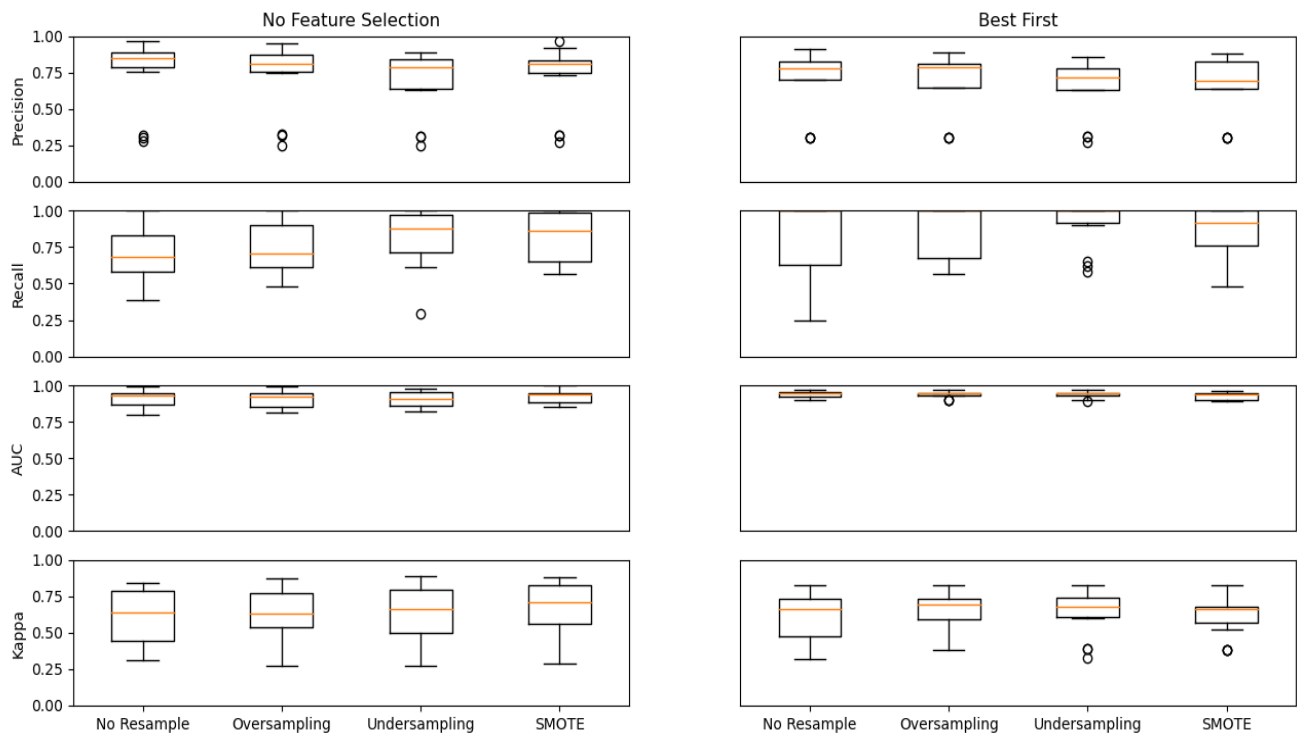 No Feature Selection
Best First
Precision
1.00
0.75
0.50
0.25
0.00
Recall
1.00
0.75
0.50
0.25
0.00
AUC
1.00
0.75
0.50
0.25
0.00
Kappa
1.00
0.75
0.50
0.25
0.00
No Resample
Oversampling
Undersampling
SMOTE
No Resample
Oversampling
Undersampling
SMOTE